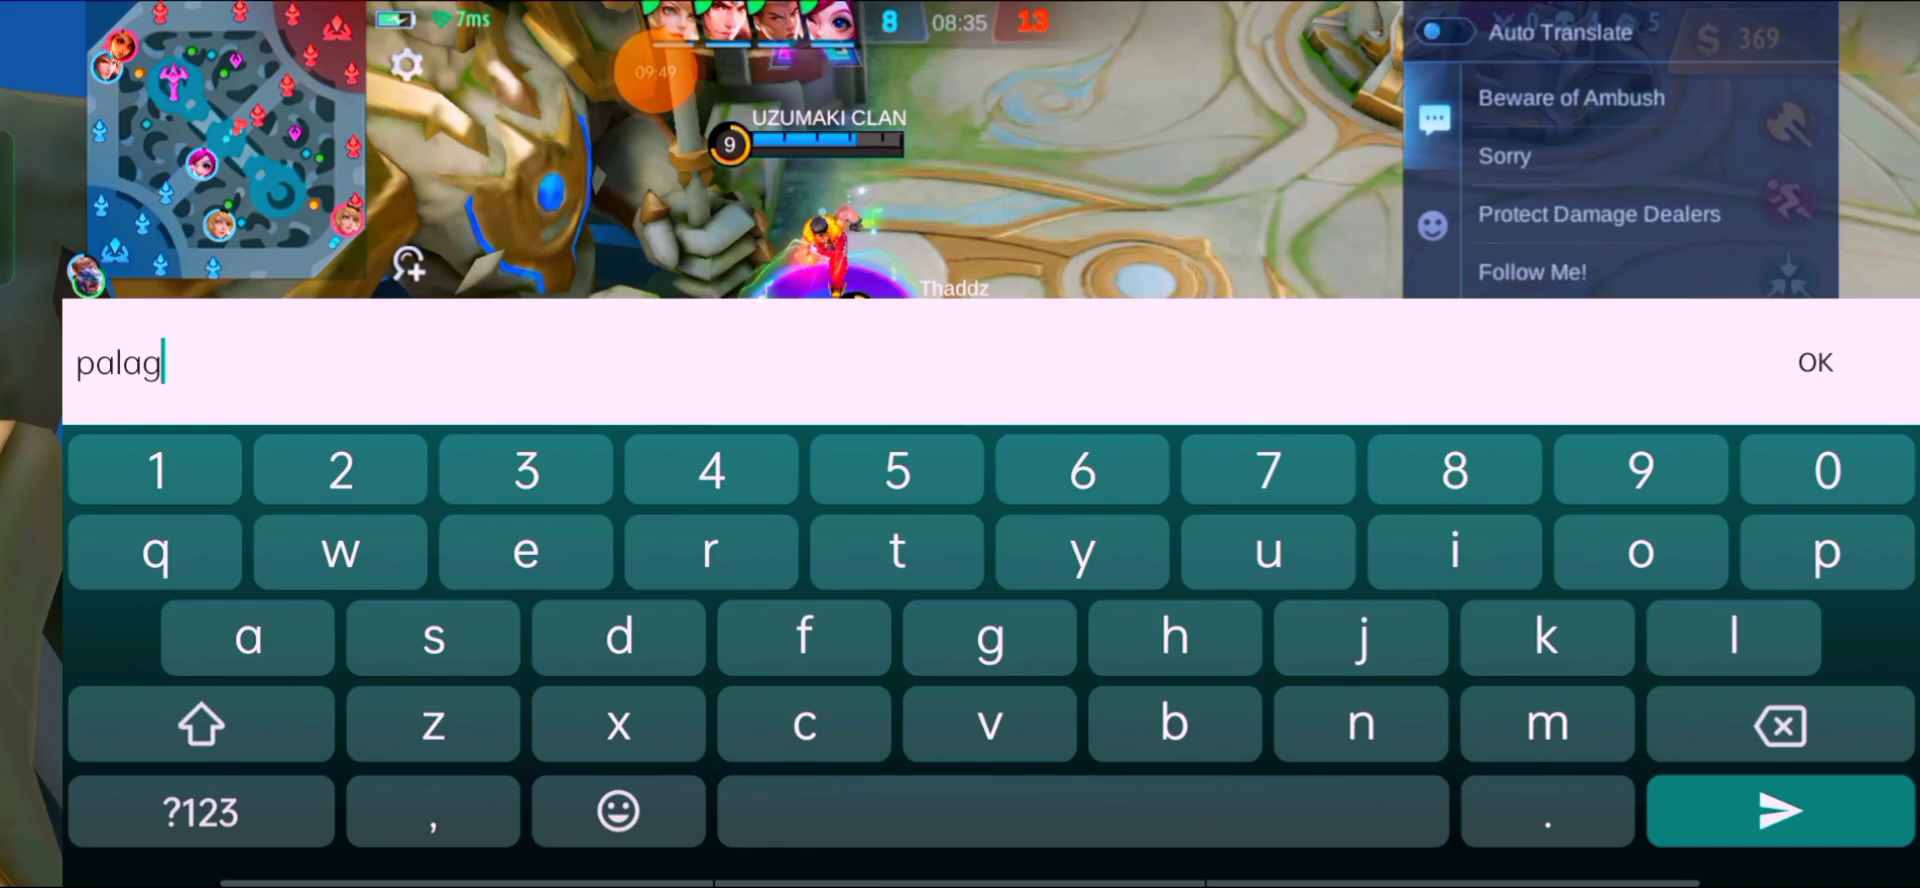 7ms
8 08:35 13
09:49
UZUMAKI CLAN
9
Thaddz
Auto Translate
5
$ 369
Beware of Ambush
Sorry
Protect Damage Dealers
Follow Me!
palag
OK
1 2 3 4 5 6 7 8 9 0
q w e r t y u i o p
a s d f g h j k l
z x c v b n m
?123 , .